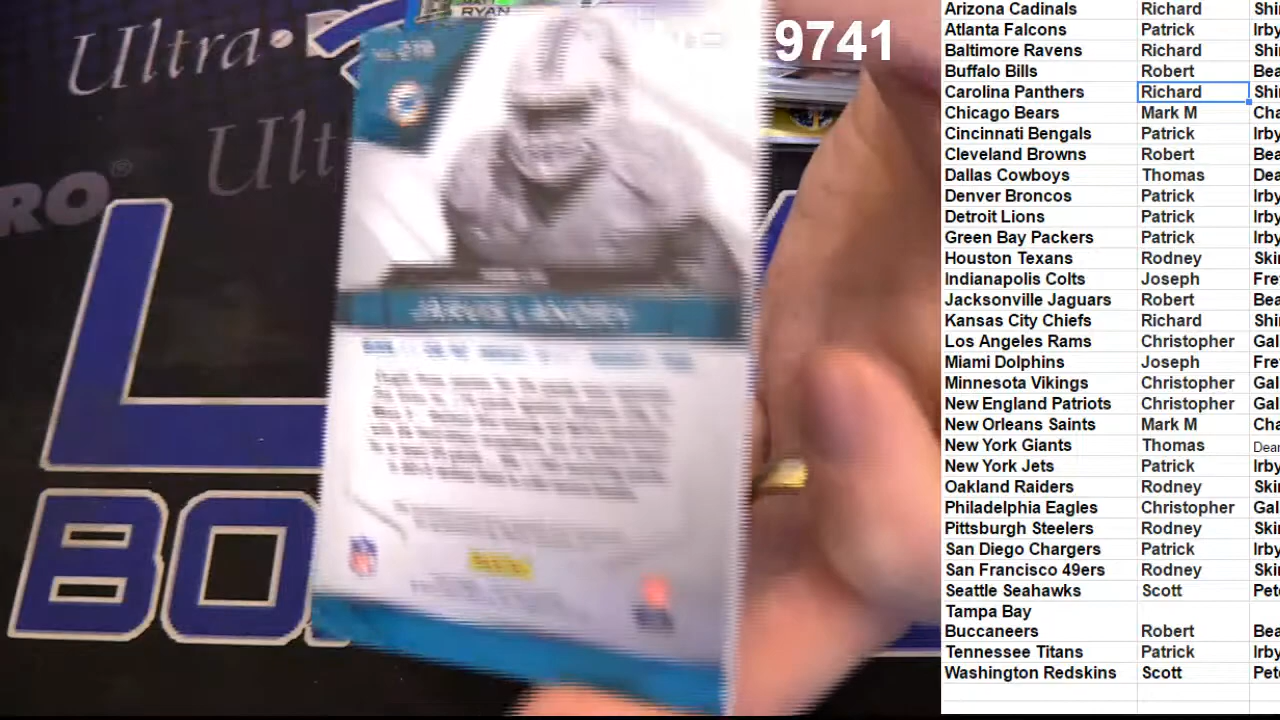 MATT
RYAN
9741
Ultra
Ult
RO®
JARVIS LANDRY
L
BO
Arizona Cadinals Richard Shi
Atlanta Falcons Patrick Irby
Baltimore Ravens Richard Shi
Buffalo Bills Robert Bea
Carolina Panthers Richard Shi
Chicago Bears Mark M Cha
Cincinnati Bengals Patrick Irby
Cleveland Browns Robert Bea
Dallas Cowboys Thomas Dea
Denver Broncos Patrick Irby
Detroit Lions Patrick Irby
Green Bay Packers Patrick Irby
Houston Texans Rodney Ski
Indianapolis Colts Joseph Fre
Jacksonville Jaguars Robert Bea
Kansas City Chiefs Richard Shi
Los Angeles Rams Christopher Gal
Miami Dolphins Joseph Fre
Minnesota Vikings Christopher Gal
New England Patriots Christopher Gal
New Orleans Saints Mark M Cha
New York Giants Thomas Dear
New York Jets Patrick Irby
Oakland Raiders Rodney Ski
Philadelphia Eagles Christopher Gal
Pittsburgh Steelers Rodney Ski
San Diego Chargers Patrick Irby
San Francisco 49ers Rodney Ski
Seattle Seahawks Scott Pet
Tampa Bay
Buccaneers Robert Bea
Tennessee Titans Patrick Irby
Washington Redskins Scott Pet